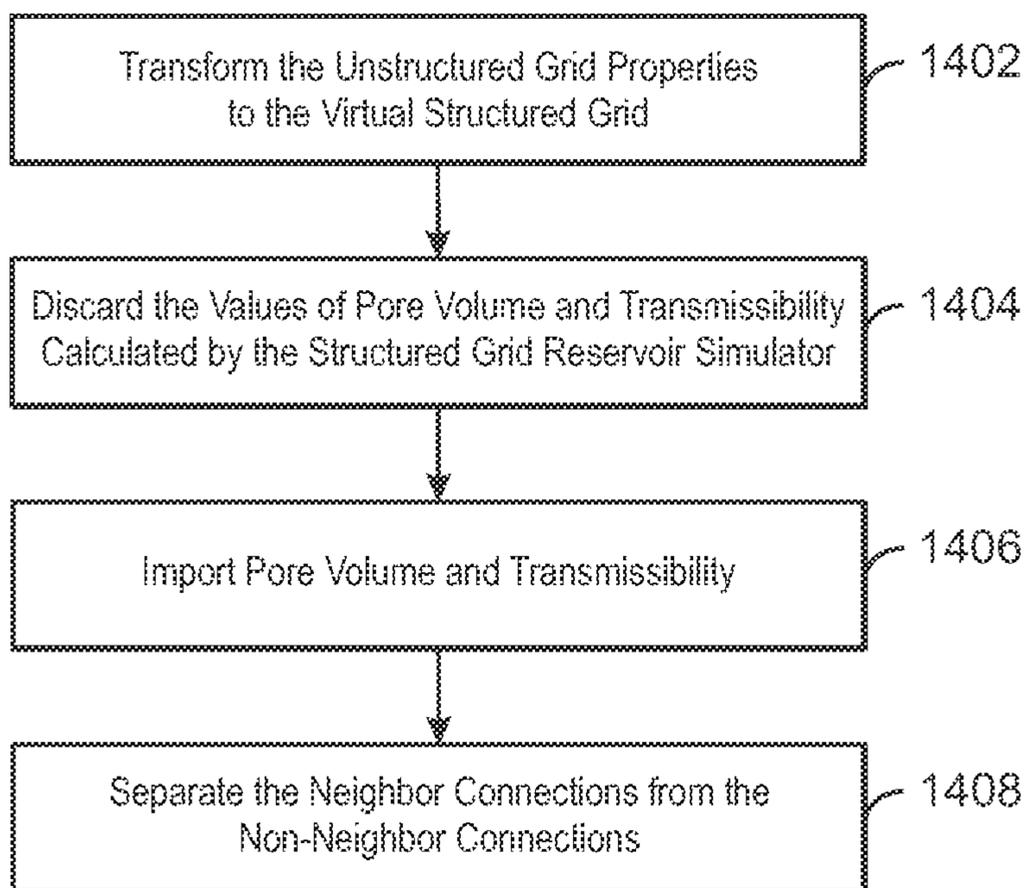 Transform the Unstructured Grid Properties
to the Virtual Structured Grid
1402
Discard the Values of Pore Volume and Transmissibility
Calculated by the Structured Grid Reservoir Simulator
1404
Import Pore Volume and Transmissibility
1406
Separate the Neighbor Connections from the
Non-Neighbor Connections
1408